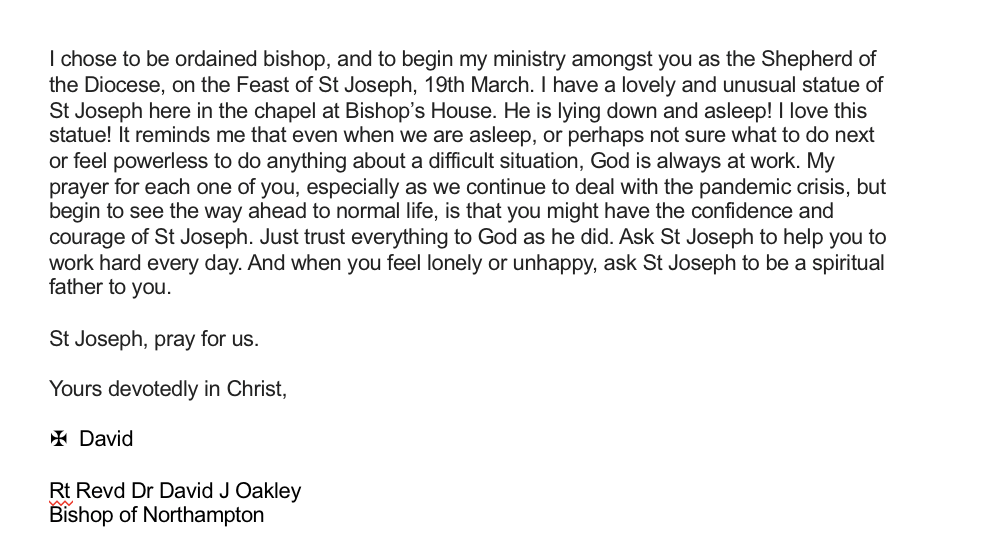 I chose to be ordained bishop, and to begin my ministry amongst you as the Shepherd of
the Diocese, on the Feast of St Joseph, 19th March. I have a lovely and unusual statue of
St Joseph here in the chapel at Bishop’s House. He is lying down and asleep! I love this
statue! It reminds me that even when we are asleep, or perhaps not sure what to do next
or feel powerless to do anything about a difficult situation, God is always at work. My
prayer for each one of you, especially as we continue to deal with the pandemic crisis, but
begin to see the way ahead to normal life, is that you might have the confidence and
courage of St Joseph. Just trust everything to God as he did. Ask St Joseph to help you to
work hard every day. And when you feel lonely or unhappy, ask St Joseph to be a spiritual
father to you.
St Joseph, pray for us.
Yours devotedly in Christ,
✠ David
Rt Revd Dr David J Oakley
Bishop of Northampton